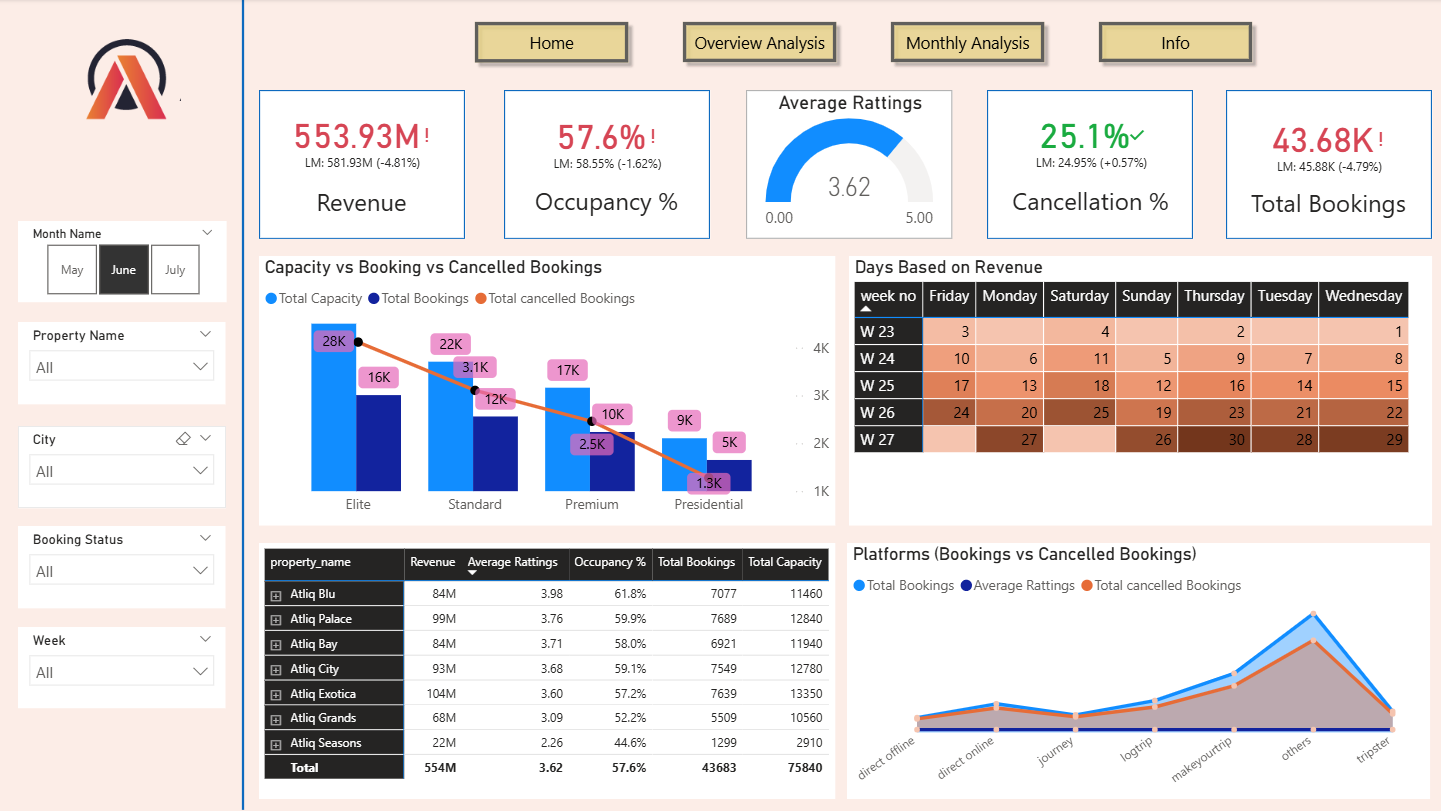 Home
Overview Analysis
Monthly Analysis
Info
553.93M !
LM: 581.93M (-4.81%)
Revenue
57.6% !
LM: 58.55% (-1.62%)
Occupancy %
Average Rattings
3.62
0.00 5.00
25.1%
LM: 24.95% (+0.57%)
Cancellation %
43.68K !
LM: 45.88K (-4.79%)
Total Bookings
Month Name
May June July
Property Name
All
City
All
Booking Status
All
Week
All
Capacity vs Booking vs Cancelled Bookings
Total Capacity Total Bookings Total cancelled Bookings
28K
16K
22K
3.1K
12K
17K
10K
2.5K
9K
5K
1.3K
4K
3K
2K
1K
Elite Standard Premium Presidential
Days Based on Revenue
week no Friday Monday Saturday Sunday Thursday Tuesday Wednesday
W 23 3 4 2 1
W 24 10 6 11 5 9 7 8
W 25 17 13 18 12 16 14 15
W 26 24 20 25 19 23 21 22
W 27 27 26 30 28 29
property_name Revenue Average Rattings Occupancy % Total Bookings Total Capacity
Atliq Blu 84M 3.98 61.8% 7077 11460
Atliq Palace 99M 3.76 59.9% 7689 12840
Atliq Bay 84M 3.71 58.0% 6921 11940
Atliq City 93M 3.68 59.1% 7549 12780
Atliq Exotica 104M 3.60 57.2% 7639 13350
Atliq Grands 68M 3.09 52.2% 5509 10560
Atliq Seasons 22M 2.26 44.6% 1299 2910
Total 554M 3.62 57.6% 43683 75840
Platforms (Bookings vs Cancelled Bookings)
Total Bookings Average Rattings Total cancelled Bookings
direct offline
direct online
journey
logtrip
makeyourtrip
others
tripster